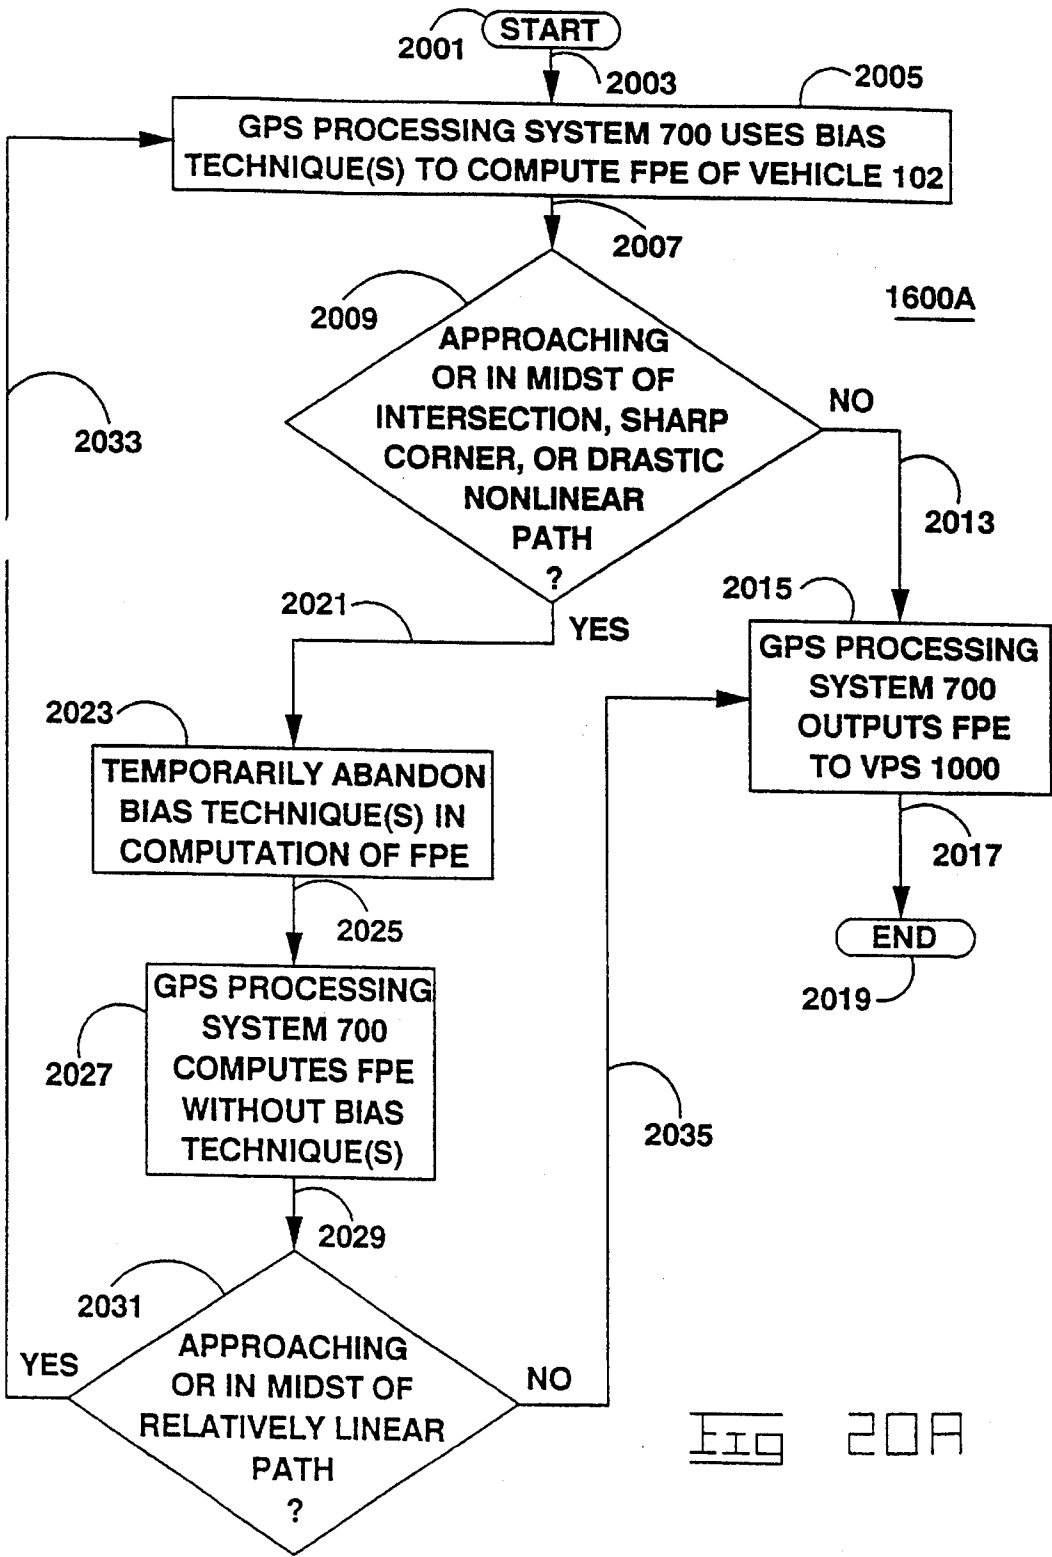 START
2001
2003
2005
GPS PROCESSING SYSTEM 700 USES BIAS
TECHNIQUE(S) TO COMPUTE FPE OF VEHICLE 102
2007
1600A
2009
APPROACHING
OR IN MIDST OF
INTERSECTION, SHARP
CORNER, OR DRASTIC
NONLINEAR
PATH
?
NO
2033
2013
2021
YES
2015
GPS PROCESSING
SYSTEM 700
OUTPUTS FPE
TO VPS 1000
2023
TEMPORARILY ABANDON
BIAS TECHNIQUE(S) IN
COMPUTATION OF FPE
2017
2025
END
2019
GPS PROCESSING
SYSTEM 700
COMPUTES FPE
WITHOUT BIAS
TECHNIQUE(S)
2027
2035
2029
2031
APPROACHING
OR IN MIDST OF
RELATIVELY LINEAR
PATH
?
YES
NO
Fig 20A